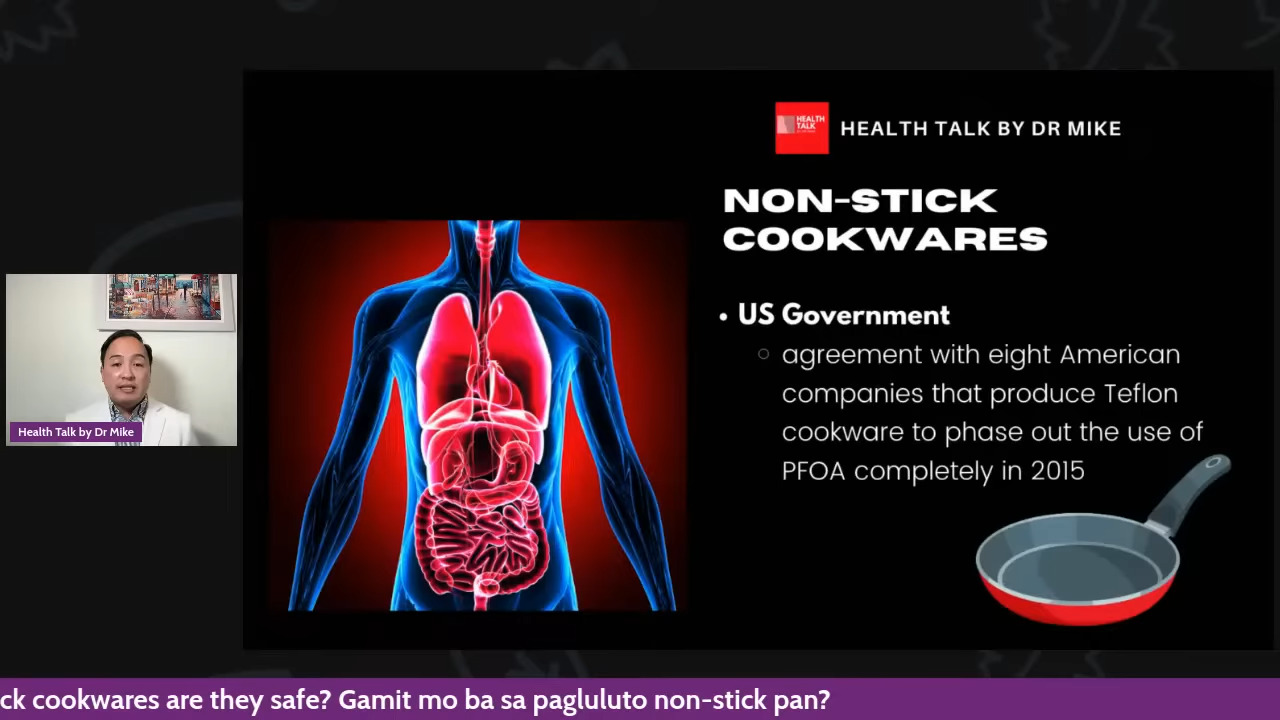 HEALTH
TALK
HEALTH TALK BY DR MIKE
NON-STICK
COOKWARES
• US Government
agreement with eight American
companies that produce Teflon
cookware to phase out the use of
PFOA completely in 2015
Health Talk by Dr Mike
ck cookwares are they safe? Gamit mo ba sa pagluluto non-stick pan?